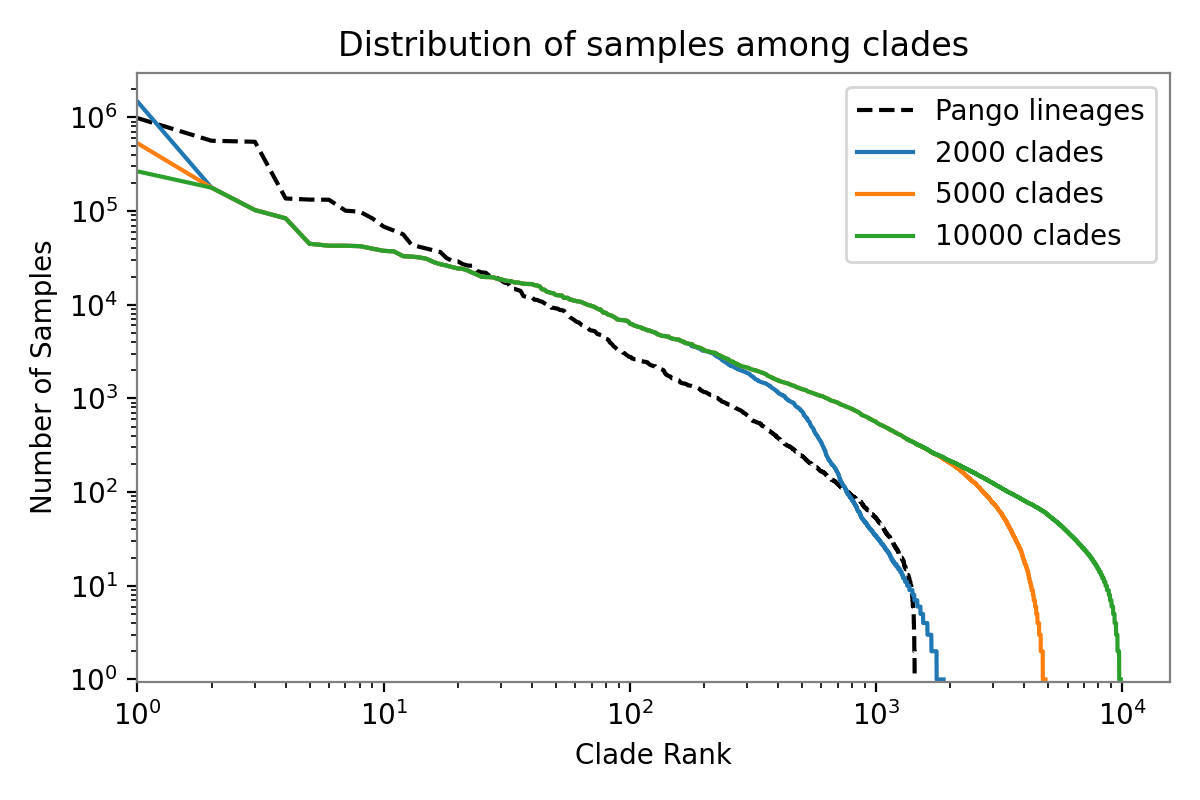 Distribution of samples among clades
Number of Samples
10⁶
10⁵
10⁴
10³
10²
10¹
10⁰
Pango lineages
2000 clades
5000 clades
10000 clades
10⁰ 10¹ 10² 10³ 10⁴
Clade Rank